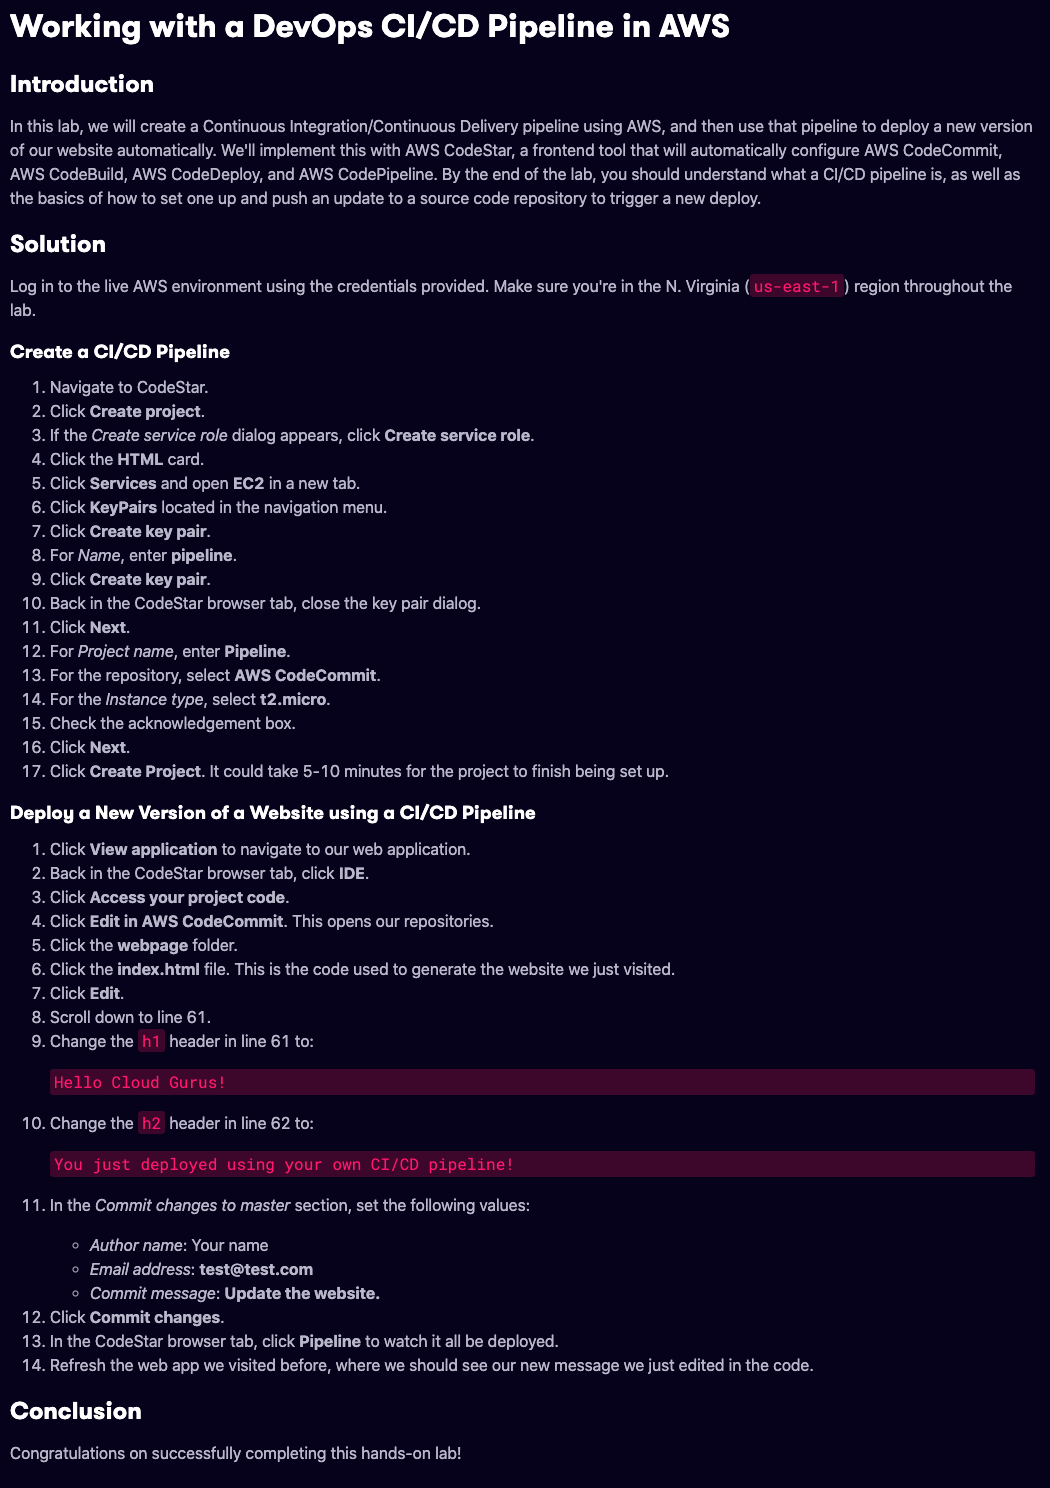 Working with a DevOps CI/CD Pipeline in AWS
Introduction
In this lab, we will create a Continuous Integration/Continuous Delivery pipeline using AWS, and then use that pipeline to deploy a new version
of our website automatically. We'll implement this with AWS CodeStar, a frontend tool that will automatically configure AWS CodeCommit,
AWS CodeBuild, AWS CodeDeploy, and AWS CodePipeline. By the end of the lab, you should understand what a CI/CD pipeline is, as well as
the basics of how to set one up and push an update to a source code repository to trigger a new deploy.
Solution
Log in to the live AWS environment using the credentials provided. Make sure you're in the N. Virginia (us-east-1) region throughout the
lab.
Create a CI/CD Pipeline
1. Navigate to CodeStar.
2. Click Create project.
3. If the Create service role dialog appears, click Create service role.
4. Click the HTML card.
5. Click Services and open EC2 in a new tab.
6. Click KeyPairs located in the navigation menu.
7. Click Create key pair.
8. For Name, enter pipeline.
9. Click Create key pair.
10. Back in the CodeStar browser tab, close the key pair dialog.
11. Click Next.
12. For Project name, enter Pipeline.
13. For the repository, select AWS CodeCommit.
14. For the Instance type, select t2.micro.
15. Check the acknowledgement box.
16. Click Next.
17. Click Create Project. It could take 5-10 minutes for the project to finish being set up.
Deploy a New Version of a Website using a CI/CD Pipeline
1. Click View application to navigate to our web application.
2. Back in the CodeStar browser tab, click IDE.
3. Click Access your project code.
4. Click Edit in AWS CodeCommit. This opens our repositories.
5. Click the webpage folder.
6. Click the index.html file. This is the code used to generate the website we just visited.
7. Click Edit.
8. Scroll down to line 61.
9. Change the h1 header in line 61 to:
Hello Cloud Gurus!
10. Change the h2 header in line 62 to:
You just deployed using your own CI/CD pipeline!
11. In the Commit changes to master section, set the following values:
◦ Author name: Your name
◦ Email address: test@test.com
◦ Commit message: Update the website.
12. Click Commit changes.
13. In the CodeStar browser tab, click Pipeline to watch it all be deployed.
14. Refresh the web app we visited before, where we should see our new message we just edited in the code.
Conclusion
Congratulations on successfully completing this hands-on lab!